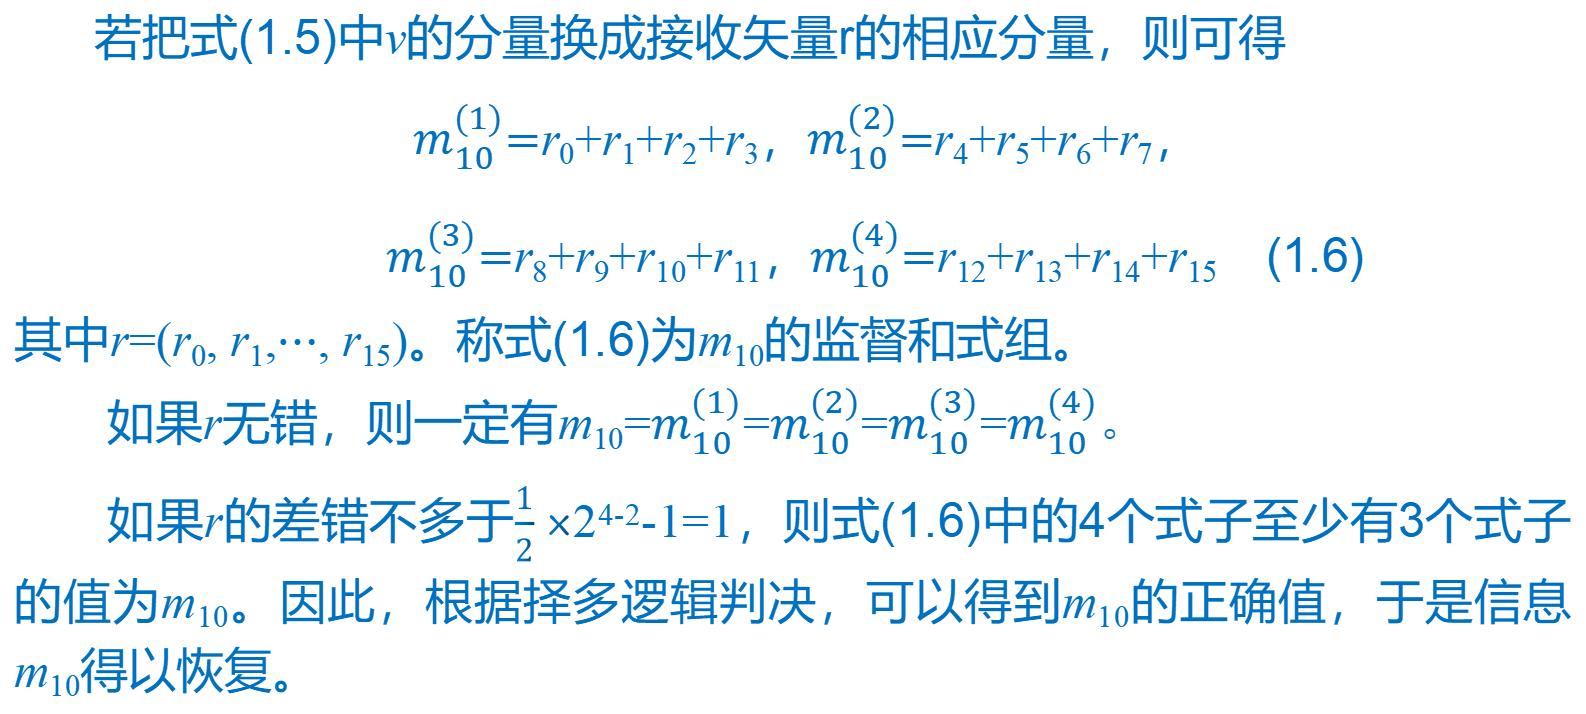 若把式(1.5)中v的分量换成接收矢量r的相应分量，则可得
m₁₀⁽¹⁾=r₀+r₁+r₂+r₃，m₁₀⁽²⁾=r₄+r₅+r₆+r₇，
m₁₀⁽³⁾=r₈+r₉+r₁₀+r₁₁，m₁₀⁽⁴⁾=r₁₂+r₁₃+r₁₄+r₁₅ (1.6)
其中r=(r₀, r₁,⋯, r₁₅)。称式(1.6)为m₁₀的监督和式组。
如果r无错，则一定有m₁₀=m₁₀⁽¹⁾=m₁₀⁽²⁾=m₁₀⁽³⁾=m₁₀⁽⁴⁾。
如果r的差错不多于1/2 ×2⁴⁻²-1=1，则式(1.6)中的4个式子至少有3个式子
的值为m₁₀。因此，根据择多逻辑判决，可以得到m₁₀的正确值，于是信息
m₁₀得以恢复。